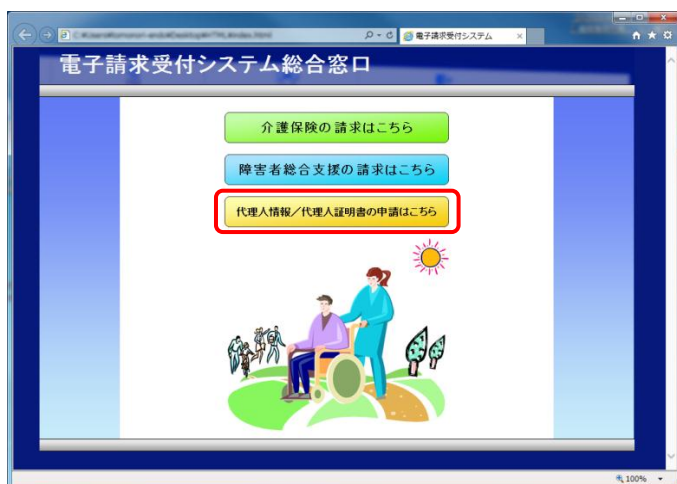 電子請求受付システム
電子請求受付システム総合窓口
介護保険の請求はこちら
障害者総合支援の請求はこちら
代理人情報／代理人証明書の申請はこちら
100%